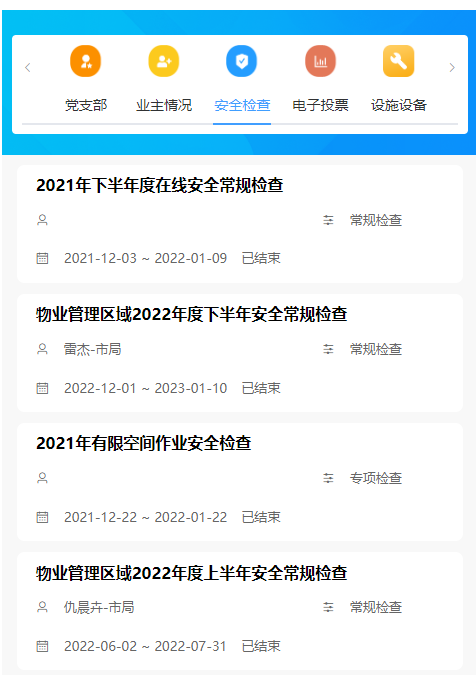 党支部 业主情况 安全检查 电子投票 设施设备
2021年下半年度在线安全常规检查
常规检查
2021-12-03 ~ 2022-01-09 已结束
物业管理区域2022年度下半年安全常规检查
雷杰-市局 常规检查
2022-12-01 ~ 2023-01-10 已结束
2021年有限空间作业安全检查
专项检查
2021-12-22 ~ 2022-01-22 已结束
物业管理区域2022年度上半年安全常规检查
仇晨卉-市局 常规检查
2022-06-02 ~ 2022-07-31 已结束